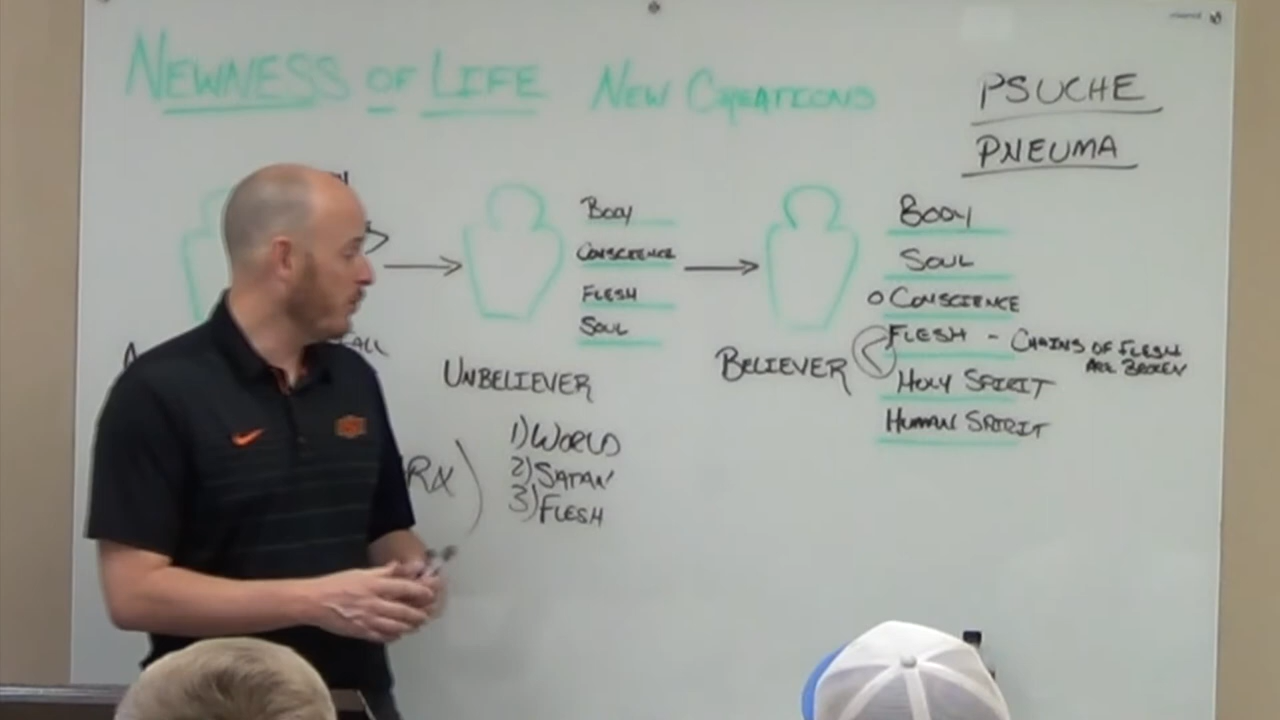 NEWNESS OF LIFE NEW CREATIONS
PSUCHE
PNEUMA
BODY
CONSCIENCE
FLESH
SOUL
UNBELIEVER
1) WORLD
2) SATAN
3) FLESH
RX
BODY
SOUL
CONSCIENCE
FLESH - CHAINS OF FLESH
ARE BROKEN
HOLY SPIRIT
HUMAN SPIRIT
BELIEVER